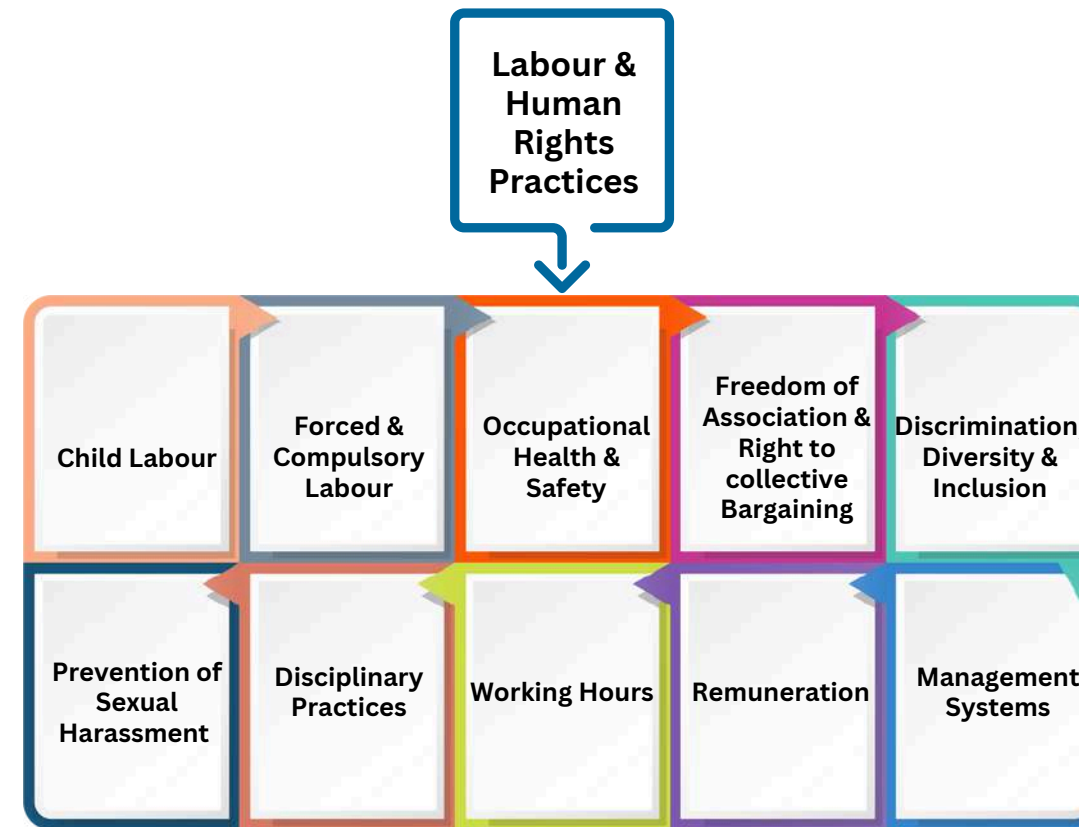 Labour &
Human
Rights
Practices
Child Labour
Forced &
Compulsory
Labour
Occupational
Health &
Safety
Freedom of
Association &
Right to
collective
Bargaining
Discrimination
Diversity &
Inclusion
Prevention of
Sexual
Harassment
Disciplinary
Practices
Working Hours
Remuneration
Management
Systems